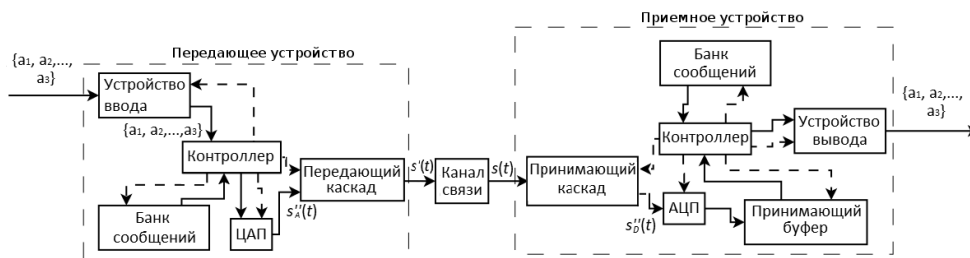 Передающее устройство
{a₁, a₂,...,
a₃}
Устройство
ввода
{a₁, a₂,...,a₃}
Контроллер
Банк
сообщений
ЦАП
s''A(t)
Передающий
каскад
s'(t)
Канал
связи
s(t)
Приемное устройство
Банк
сообщений
Контроллер
Устройство
вывода
{a₁, a₂,...,
a₃}
Принимающий
каскад
s''D(t)
АЦП
Принимающий
буфер